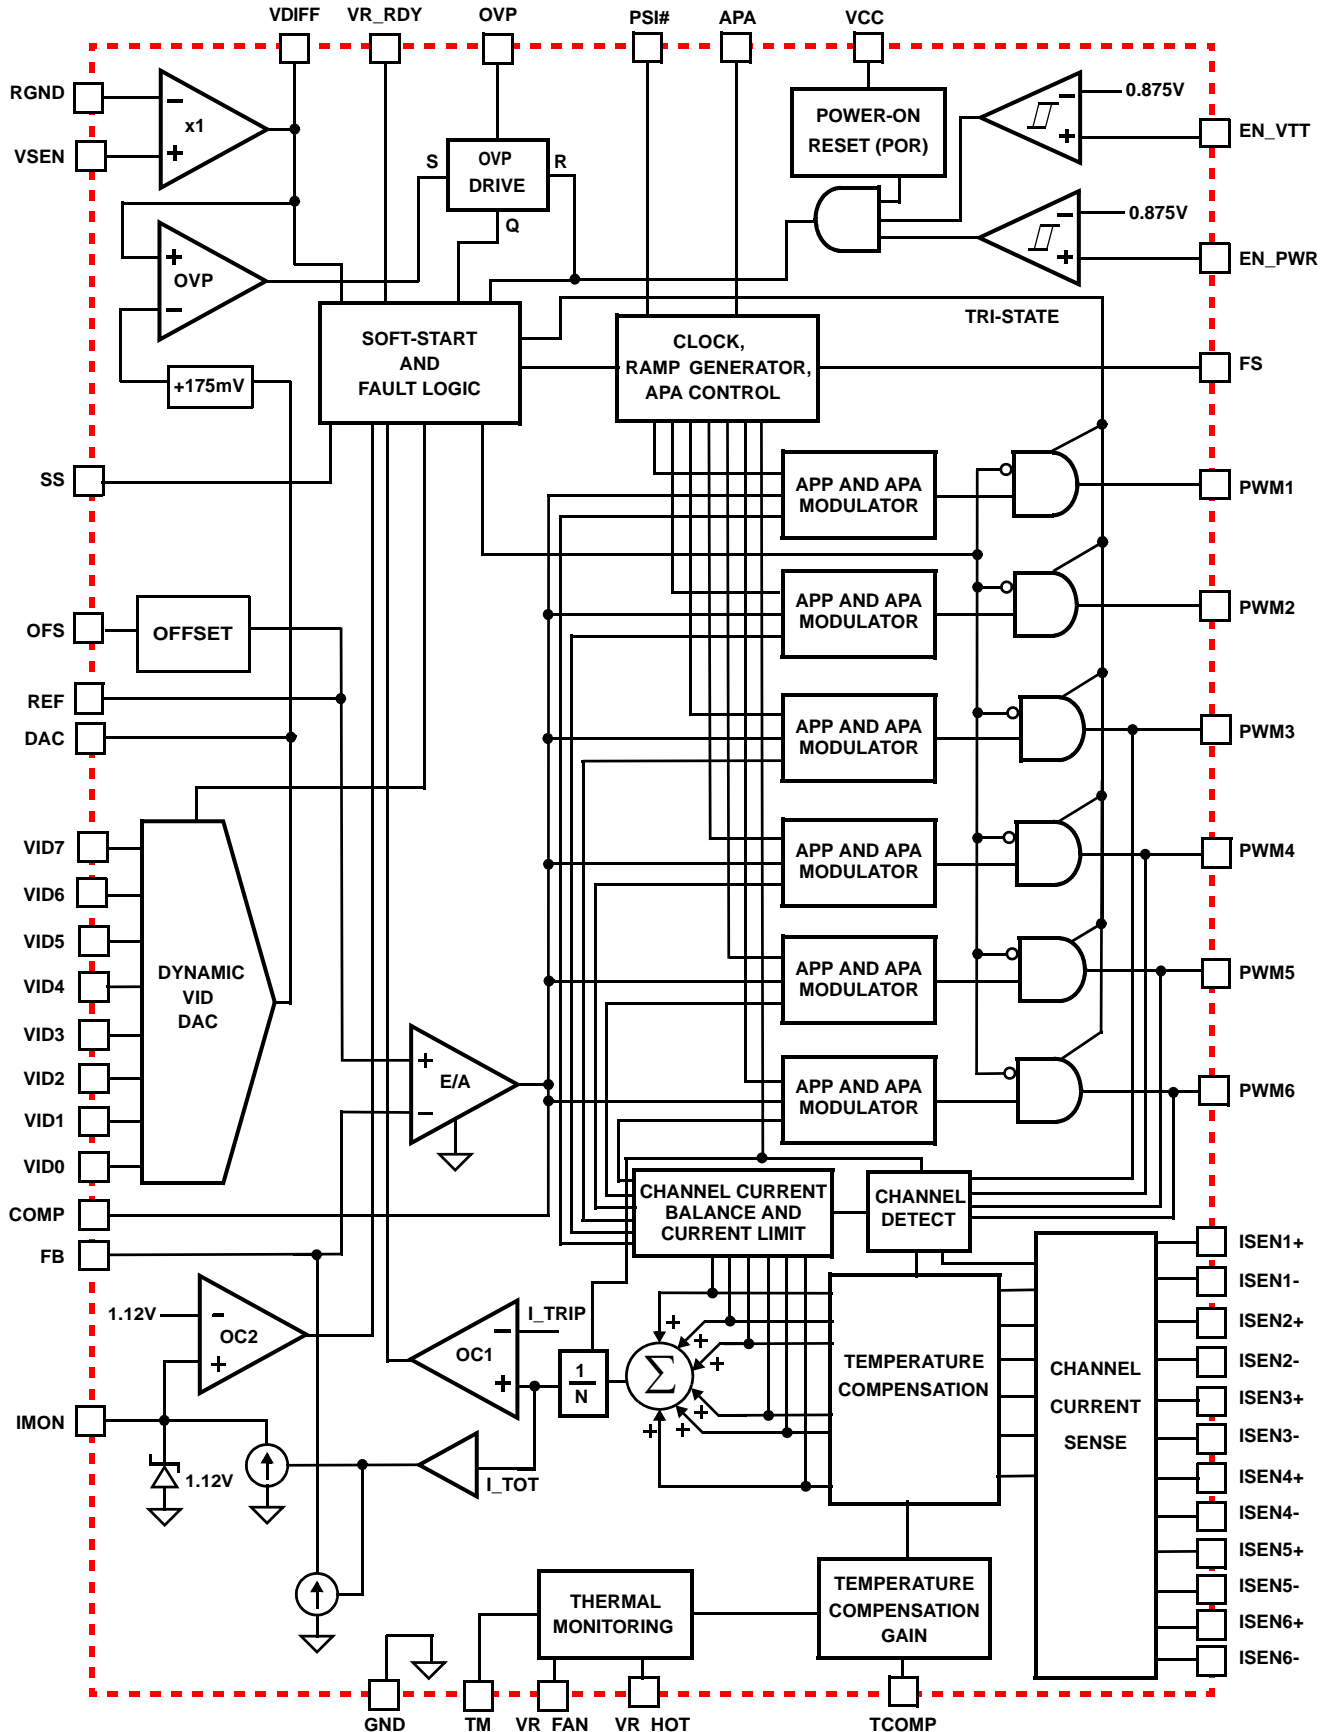 VDIFF
VR_RDY
OVP
PSI#
APA
VCC
RGND
VSEN
−
x1
+
S
OVP
DRIVE
R
Q
POWER-ON
RESET (POR)
−
+
0.875V
EN_VTT
−
+
0.875V
EN_PWR
+
OVP
−
+175mV
SOFT-START
AND
FAULT LOGIC
CLOCK,
RAMP GENERATOR,
APA CONTROL
TRI-STATE
FS
SS
APP AND APA
MODULATOR
PWM1
OFS
OFFSET
APP AND APA
MODULATOR
PWM2
REF
DAC
APP AND APA
MODULATOR
PWM3
VID7
VID6
VID5
VID4
VID3
VID2
VID1
VID0
DYNAMIC
VID
DAC
APP AND APA
MODULATOR
PWM4
APP AND APA
MODULATOR
PWM5
+
E/A
−
APP AND APA
MODULATOR
PWM6
COMP
FB
CHANNEL CURRENT
BALANCE AND
CURRENT LIMIT
CHANNEL
DETECT
1.12V
−
OC2
+
I_TRIP
−
OC1
+
1
N
Σ
+
+
+
+
+
+
TEMPERATURE
COMPENSATION
CHANNEL
CURRENT
SENSE
ISEN1+
ISEN1-
ISEN2+
ISEN2-
ISEN3+
ISEN3-
ISEN4+
ISEN4-
ISEN5+
ISEN5-
ISEN6+
ISEN6-
IMON
1.12V
I_TOT
THERMAL
MONITORING
TEMPERATURE
COMPENSATION
GAIN
GND
TM
VR_FAN
VR_HOT
TCOMP